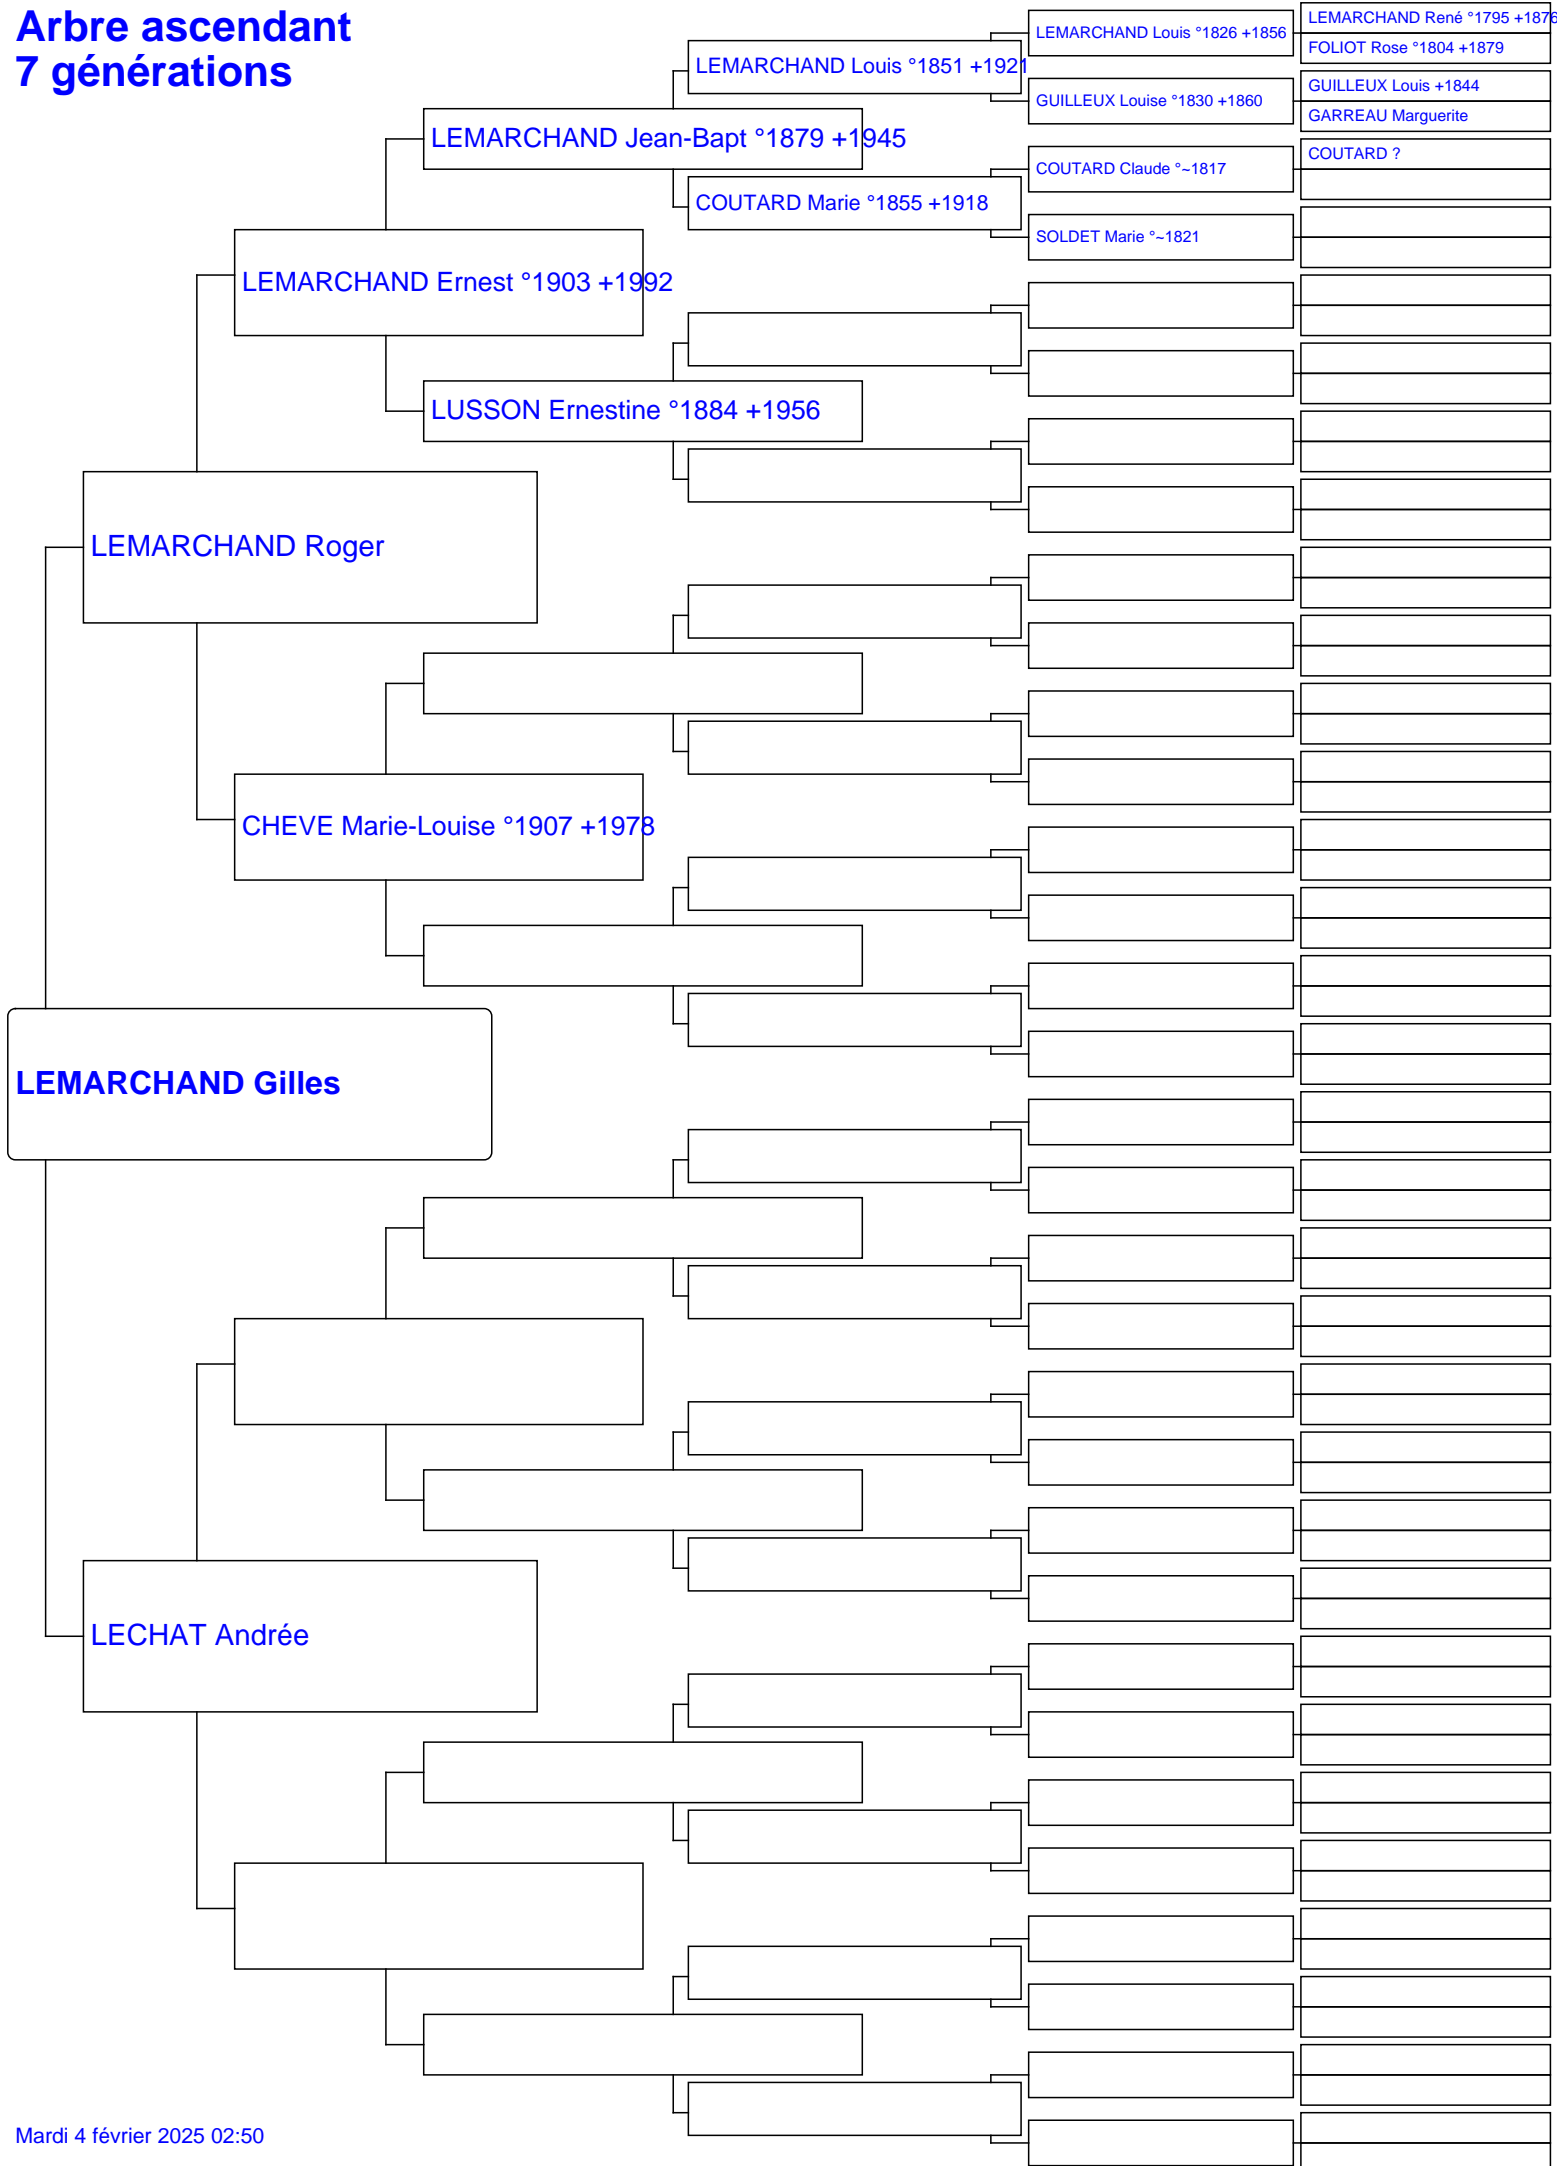 Arbre ascendant
7 générations
LEMARCHAND René °1795 +1876
LEMARCHAND Louis °1826 +1856
FOLIOT Rose °1804 +1879
LEMARCHAND Louis °1851 +1921
GUILLEUX Louis +1844
GUILLEUX Louise °1830 +1860
GARREAU Marguerite
LEMARCHAND Jean-Bapt °1879 +1945
COUTARD ?
COUTARD Claude °~1817
COUTARD Marie °1855 +1918
SOLDET Marie °~1821
LEMARCHAND Ernest °1903 +1992
LUSSON Ernestine °1884 +1956
LEMARCHAND Roger
CHEVE Marie-Louise °1907 +1978
LEMARCHAND Gilles
LECHAT Andrée
Mardi 4 février 2025 02:50